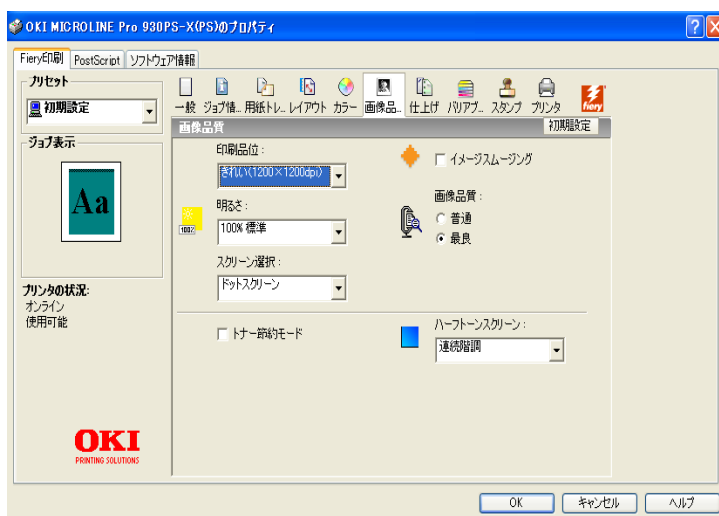 OKI MICROLINE Pro 930PS-X(PS)のプロパティ
Fiery印刷 PostScript ソフトウェア情報
プリセット
初期設定
一般 ジョブ情... 用紙トレ... レイアウト カラー 画像品... 仕上げ バリアブ... スタンプ プリンタ
fiery
画像品質
初期設定
ジョブ表示
Aa
印刷品位:
きれい(1200×1200dpi)
明るさ:
100%
100% 標準
スクリーン選択:
ドットスクリーン
イメージスムージング
画像品質:
普通
最良
プリンタの状況:
オンライン
使用可能
トナー節約モード
ハーフトーンスクリーン:
連続階調
OKI
PRINTING SOLUTIONS
OK キャンセル ヘルプ